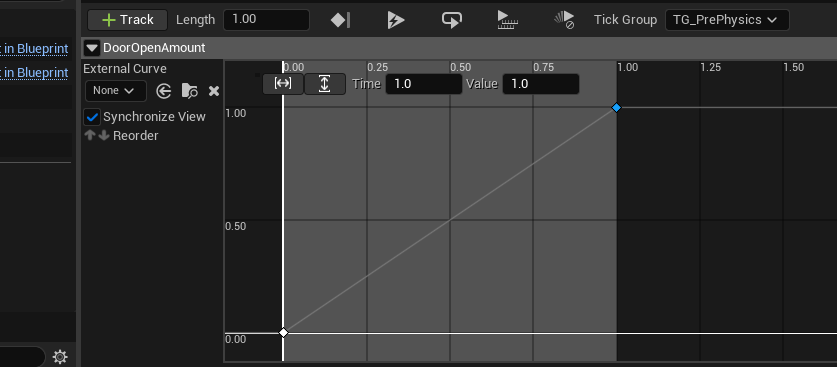 + Track Length 1.00 Tick Group TG_PrePhysics
DoorOpenAmount
t in Blueprint
t in Blueprint
External Curve
None
Synchronize View
Reorder
0.00 0.25 0.50 0.75 1.00 1.25 1.50
Time 1.0 Value 1.0
1.00
0.50
0.00